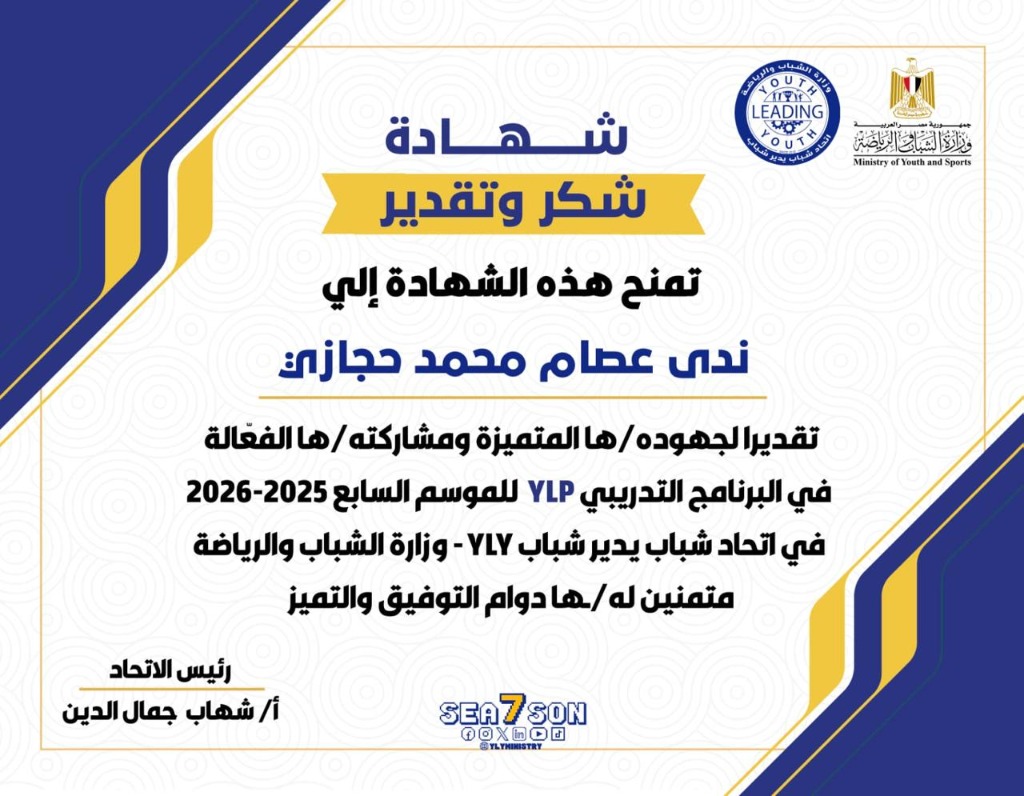 وزارة الشباب والرياضة
YOUTH
LEADING
YOUTH
اتحاد شباب يدير شباب
جمهورية مصر العربية
وزارة الشباب والرياضة
Ministry of Youth and Sports
شهادة
شكر وتقدير
تمنح هذه الشهادة إلي
ندى عصام محمد حجازي
تقديرا لجهوده/ها المتميزة ومشاركته/ها الفعّالة
في البرنامج التدريبي YLP للموسم السابع 2025-2026
في اتحاد شباب يدير شباب YLY - وزارة الشباب والرياضة
متمنين له/ـها دوام التوفيق والتميز
رئيس الاتحاد
أ/ شهاب جمال الدين
SEA7SON
@YLYMINISTRY